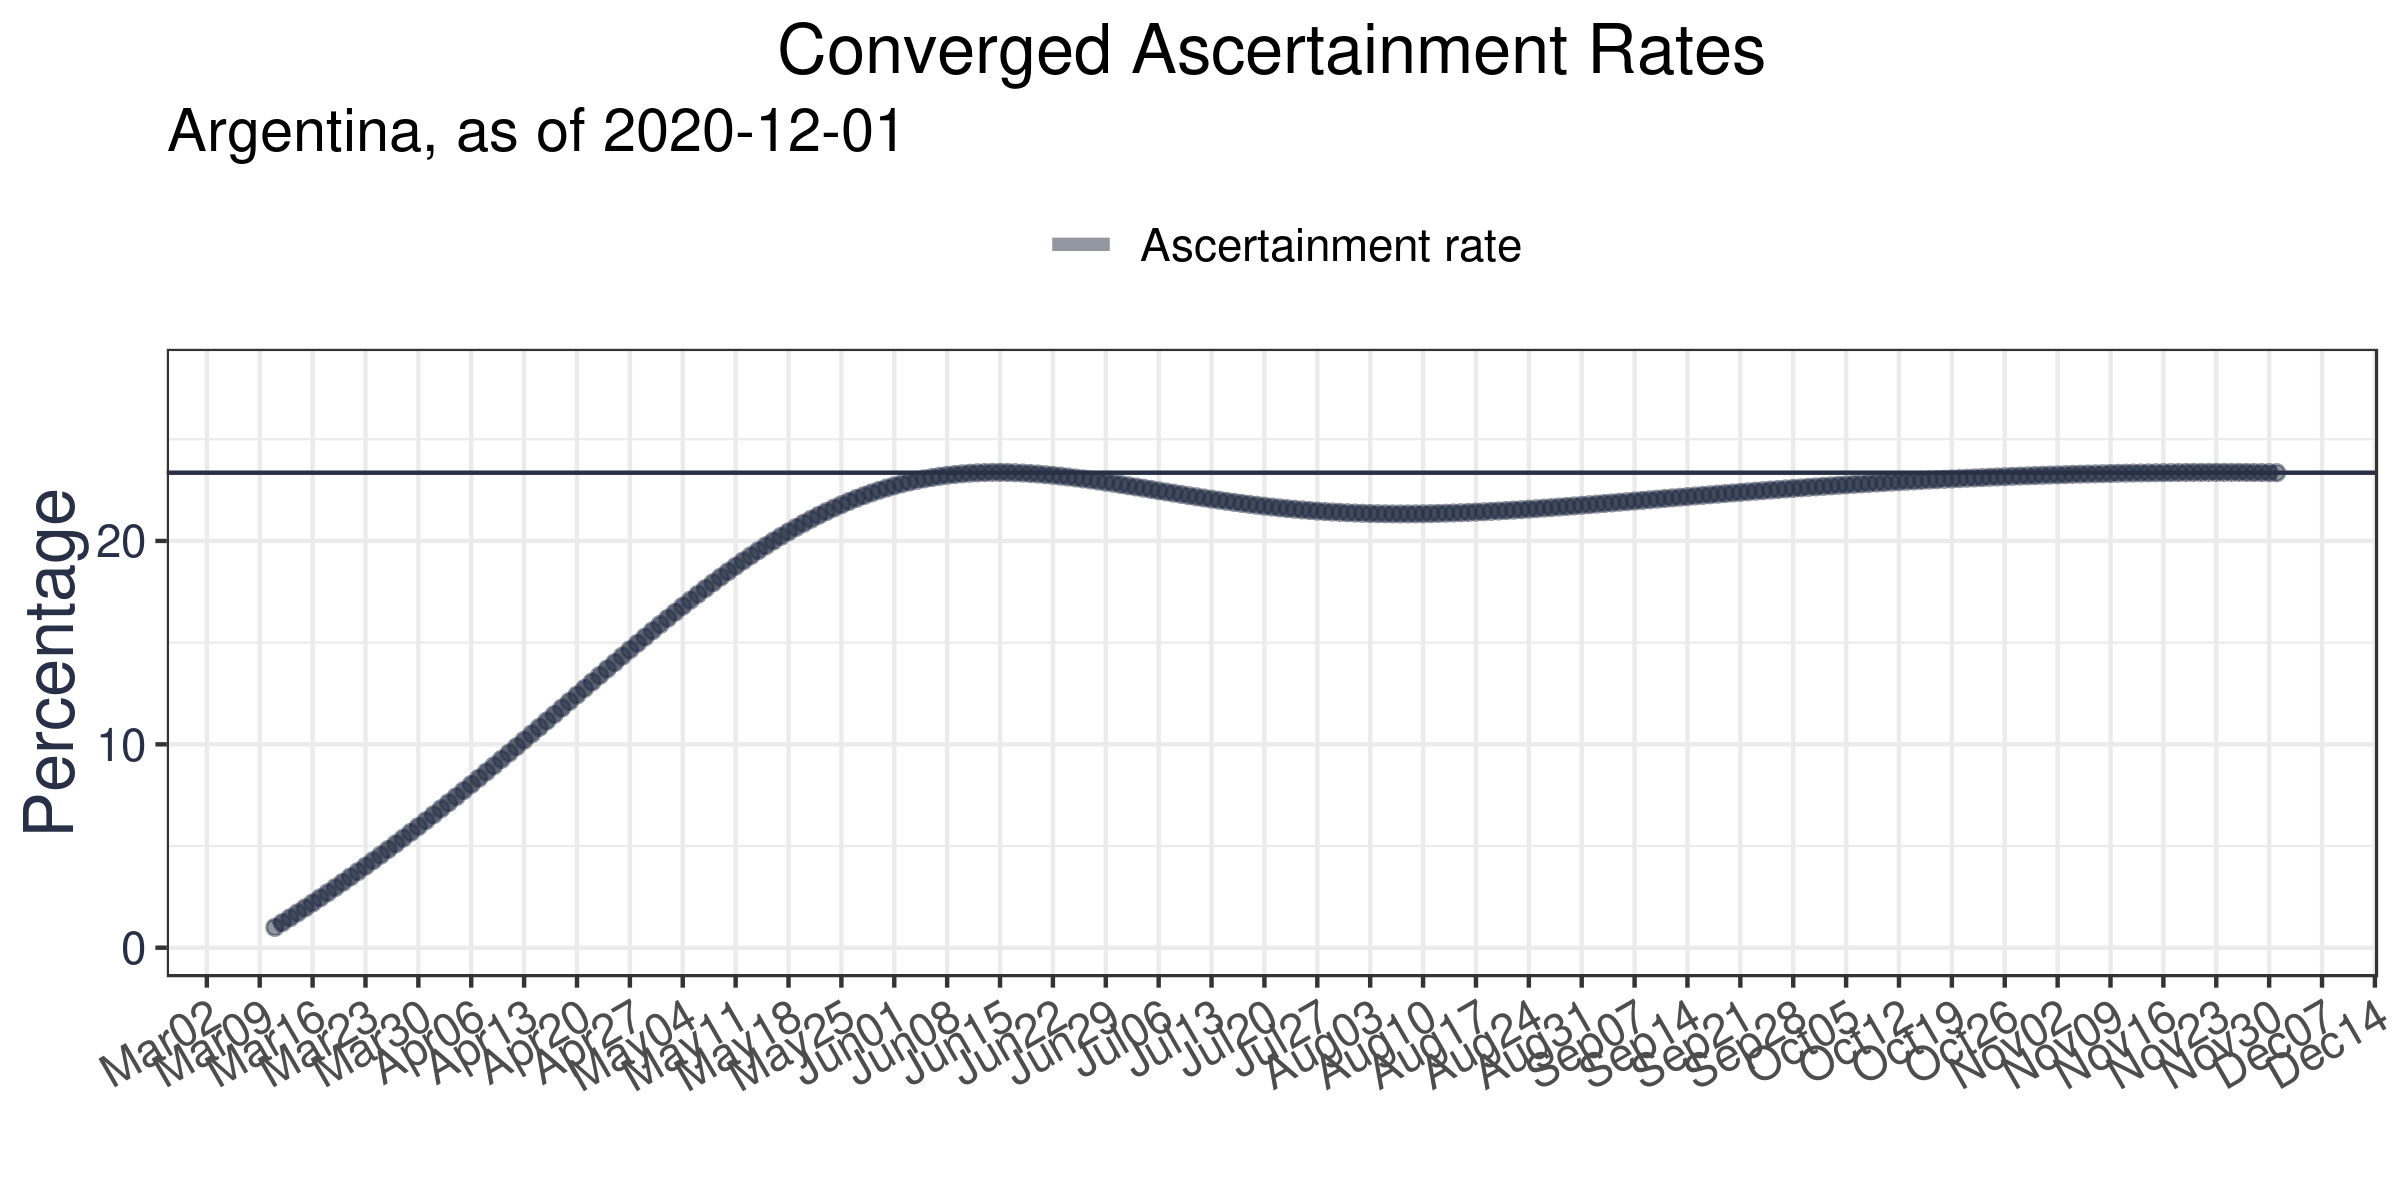 Converged Ascertainment Rates
Argentina, as of 2020-12-01
Ascertainment rate
Percentage
20
10
0
Mar02
Mar09
Mar16
Mar23
Mar30
Apr06
Apr13
Apr20
Apr27
May04
May11
May18
May25
Jun01
Jun08
Jun15
Jun22
Jun29
Jul06
Jul13
Jul20
Jul27
Aug03
Aug10
Aug17
Aug24
Aug31
Sep07
Sep14
Sep21
Sep28
Oct05
Oct12
Oct19
Oct26
Nov02
Nov09
Nov16
Nov23
Nov30
Dec07
Dec14